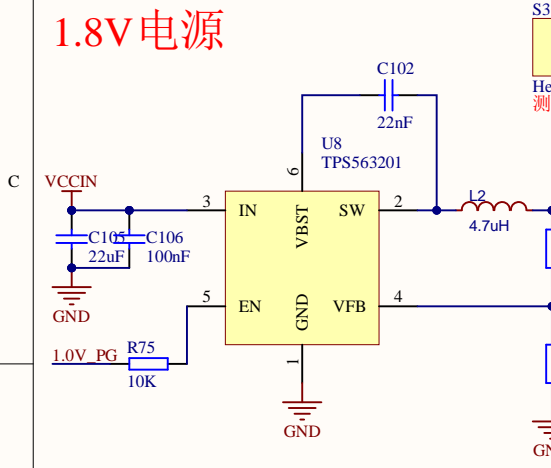 S3
1.8V电源
He
测
C102
22nF
U8
TPS563201
C
VCCIN
6
3
IN
VBST
SW
2
L2
4.7uH
C105
C106
22uF
100nF
GND
5
EN
GND
VFB
4
1.0V_PG
R75
10K
1
GND
GN